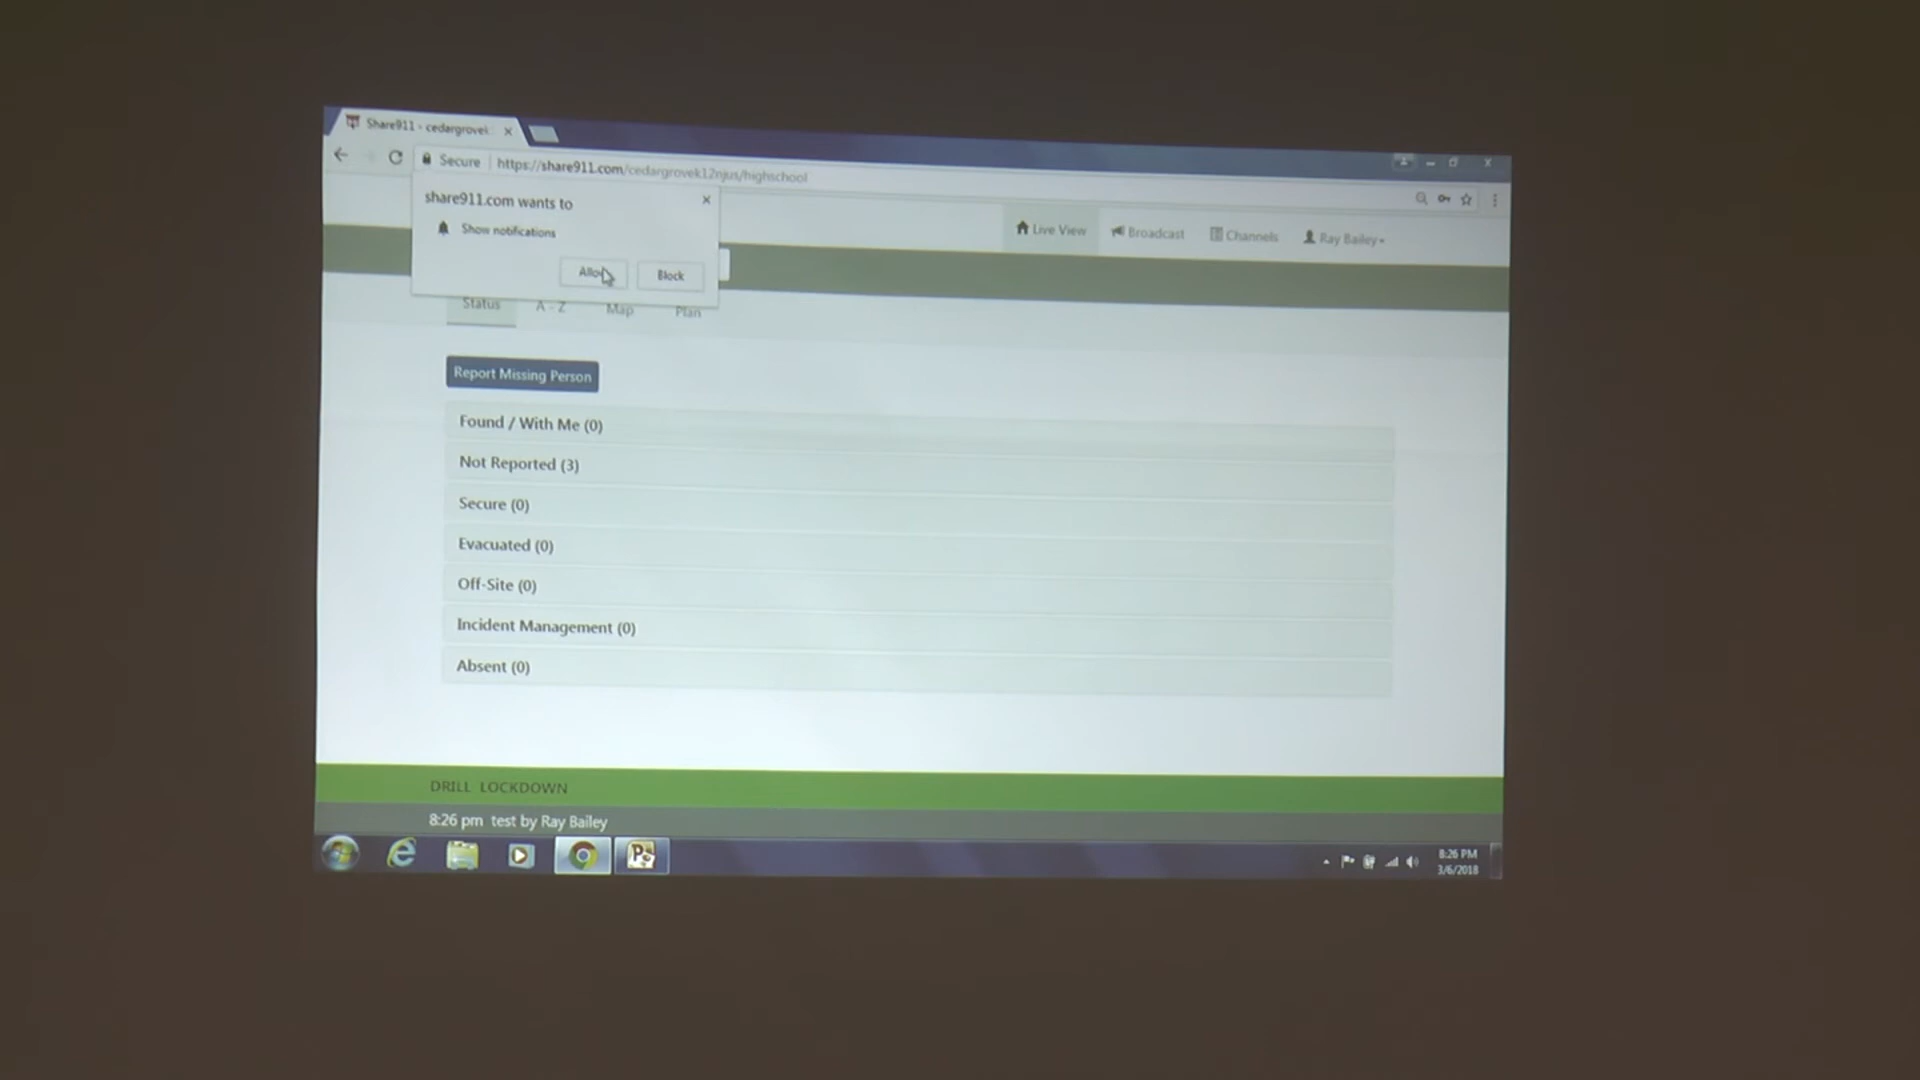 Share911 - cedargrovek
Secure https://share911.com/cedargrovek12njus/highschool
share911.com wants to
Show notifications
Allow Block
Live View Broadcast Channels Ray Bailey
Status A - Z Map Plan
Report Missing Person
Found / With Me (0)
Not Reported (3)
Secure (0)
Evacuated (0)
Off-Site (0)
Incident Management (0)
Absent (0)
DRILL LOCKDOWN
8:26 pm test by Ray Bailey
8:26 PM
3/6/2018